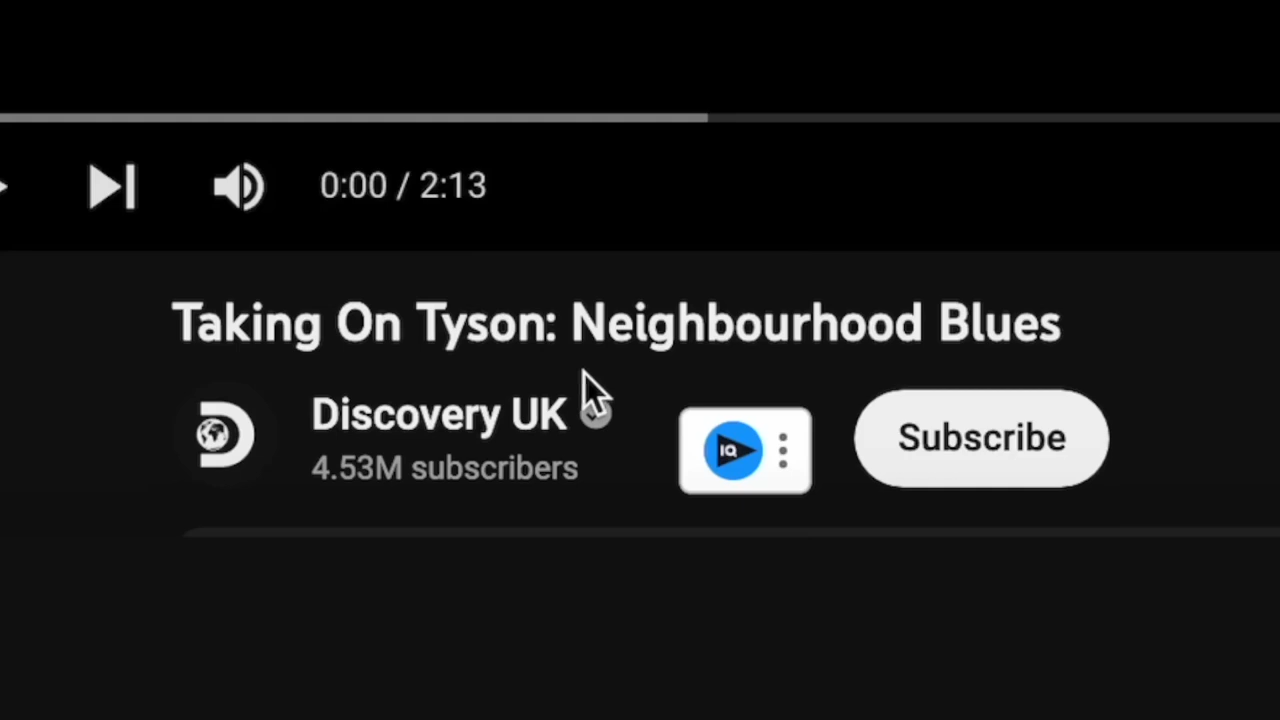 0:00 / 2:13
Taking On Tyson: Neighbourhood Blues
Discovery UK
4.53M subscribers
IQ
Subscribe